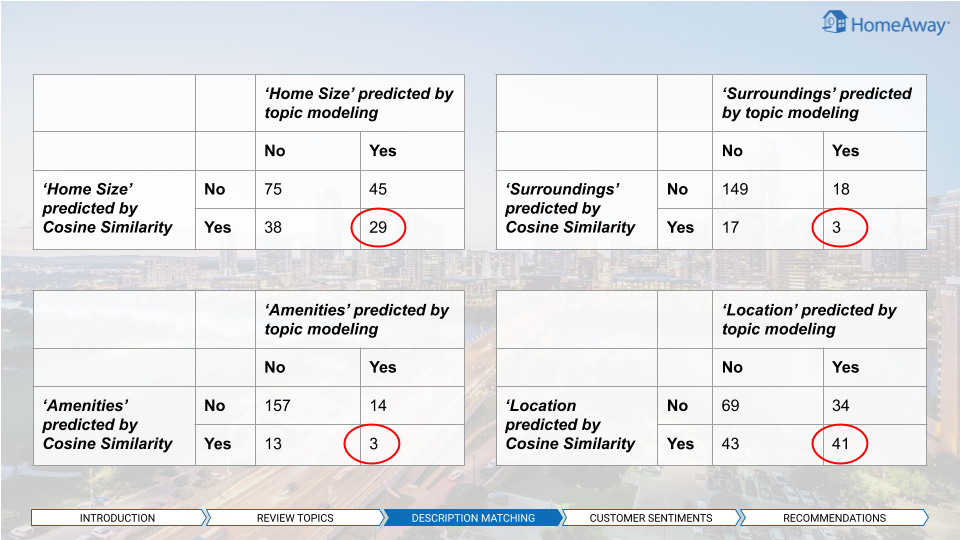 HomeAway
‘Home Size’ predicted by
topic modeling
No Yes
‘Home Size’
predicted by
Cosine Similarity
No 75 45
Yes 38 29
‘Surroundings’ predicted
by topic modeling
No Yes
‘Surroundings’
predicted by
Cosine Similarity
No 149 18
Yes 17 3
‘Amenities’ predicted by
topic modeling
No Yes
‘Amenities’
predicted by
Cosine Similarity
No 157 14
Yes 13 3
‘Location’ predicted by
topic modeling
No Yes
‘Location
predicted by
Cosine Similarity
No 69 34
Yes 43 41
INTRODUCTION REVIEW TOPICS DESCRIPTION MATCHING CUSTOMER SENTIMENTS RECOMMENDATIONS